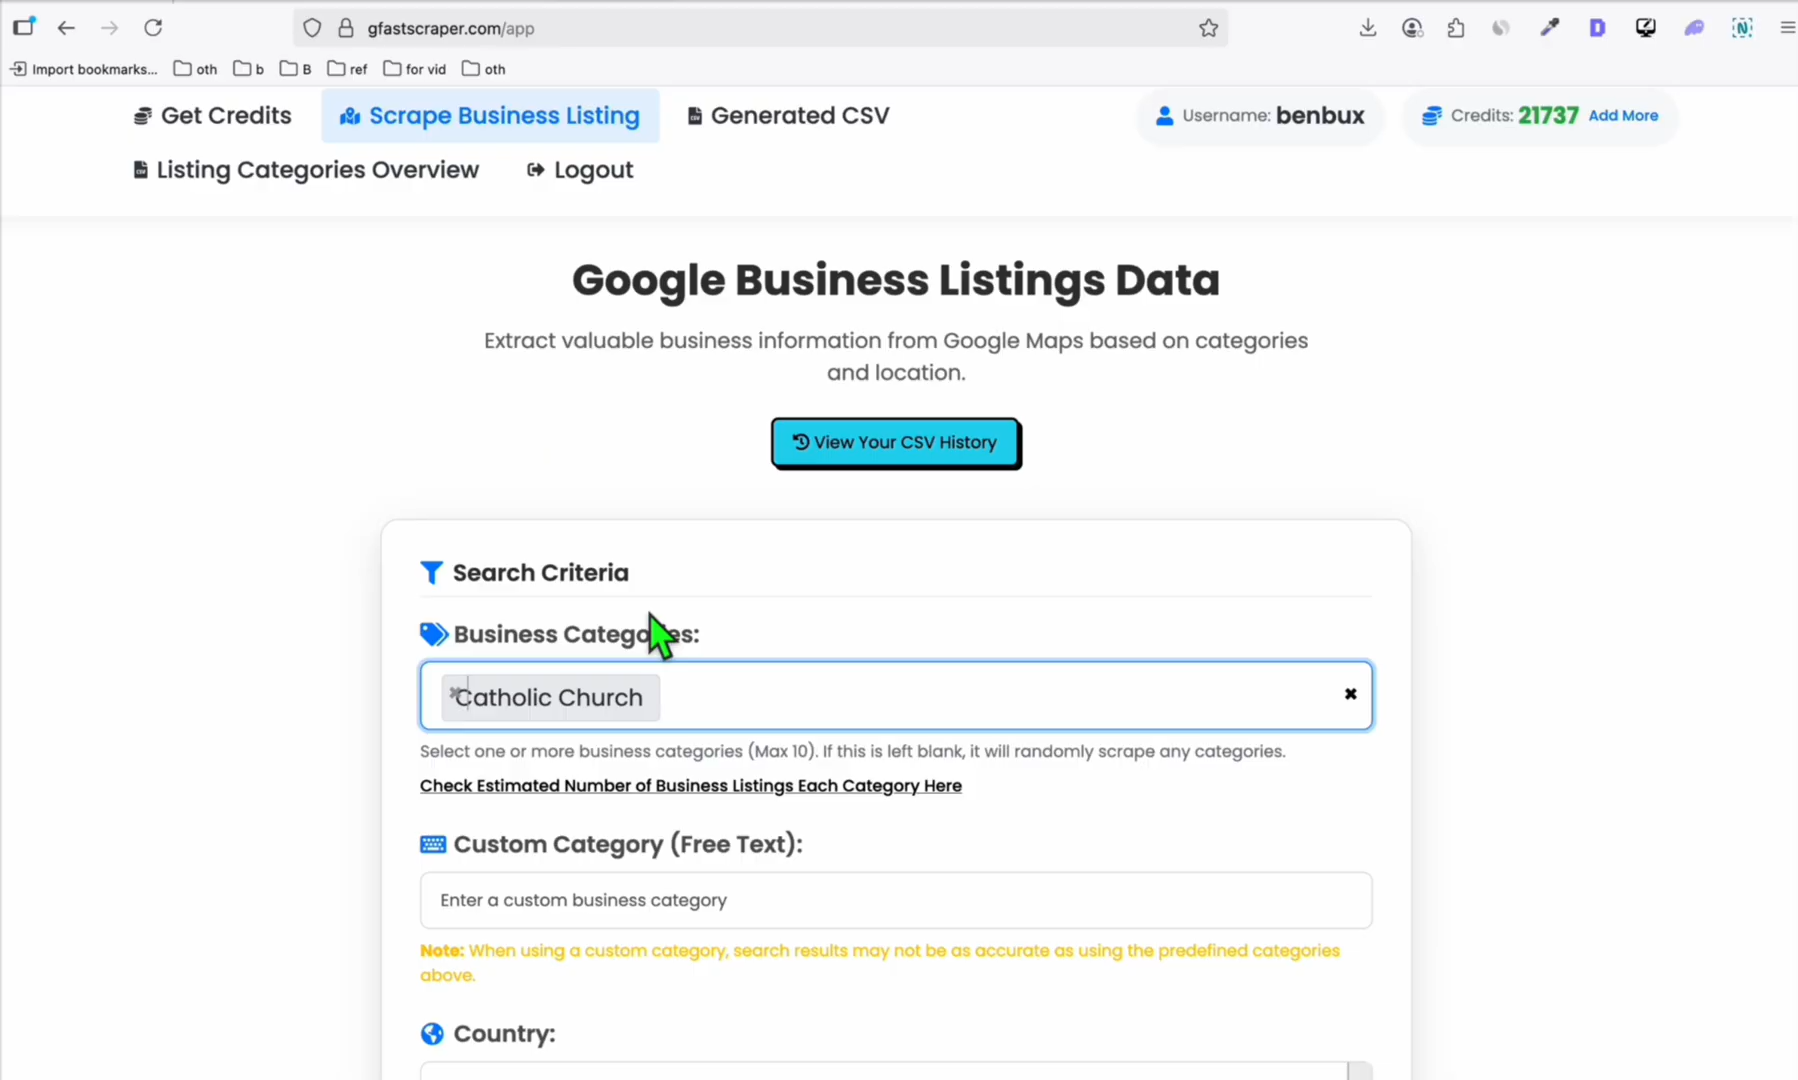 gfastscraper.com/app
Import bookmarks... oth b B ref for vid oth
Get Credits Scrape Business Listing Generated CSV Username: benbux Credits: 21737 Add More
Listing Categories Overview Logout
Google Business Listings Data
Extract valuable business information from Google Maps based on categories
and location.
View Your CSV History
Search Criteria
Business Categories:
Catholic Church
Select one or more business categories (Max 10). If this is left blank, it will randomly scrape any categories.
Check Estimated Number of Business Listings Each Category Here
Custom Category (Free Text):
Enter a custom business category
Note: When using a custom category, search results may not be as accurate as using the predefined categories
above.
Country: